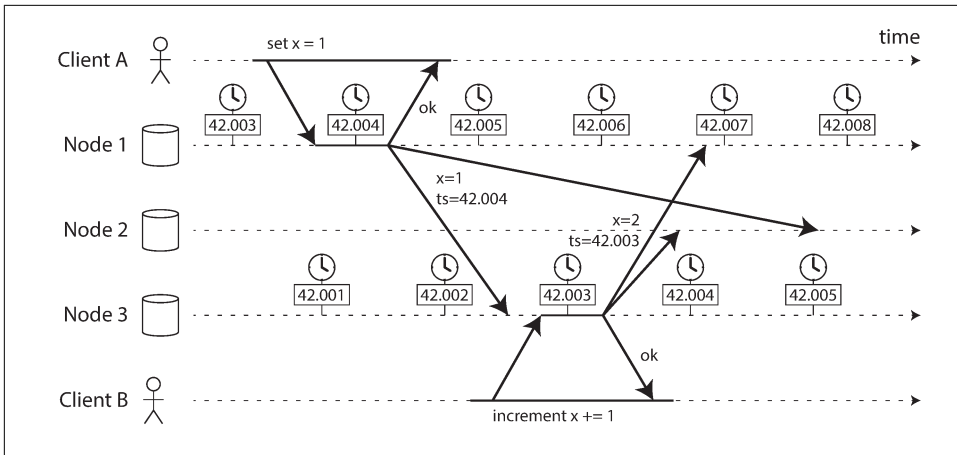 time
set x = 1
Client A
ok
42.003
42.004
42.005
42.006
42.007
42.008
Node 1
x=1
ts=42.004
x=2
ts=42.003
Node 2
42.001
42.002
42.003
42.004
42.005
Node 3
ok
Client B
increment x += 1